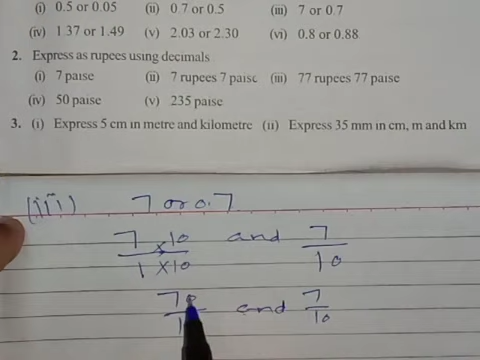 (i) 0.5 or 0.05 (ii) 0.7 or 0.5 (iii) 7 or 0.7
(iv) 1.37 or 1.49 (v) 2.03 or 2.30 (vi) 0.8 or 0.88
2. Express as rupees using decimals
(i) 7 paise (ii) 7 rupees 7 paise (iii) 77 rupees 77 paise
(iv) 50 paise (v) 235 paise
3. (i) Express 5 cm in metre and kilometre (ii) Express 35 mm in cm, m and km
(iii) 7 or 0.7
7 × 10 and 7
1 × 10 10
70 and 7
1 10